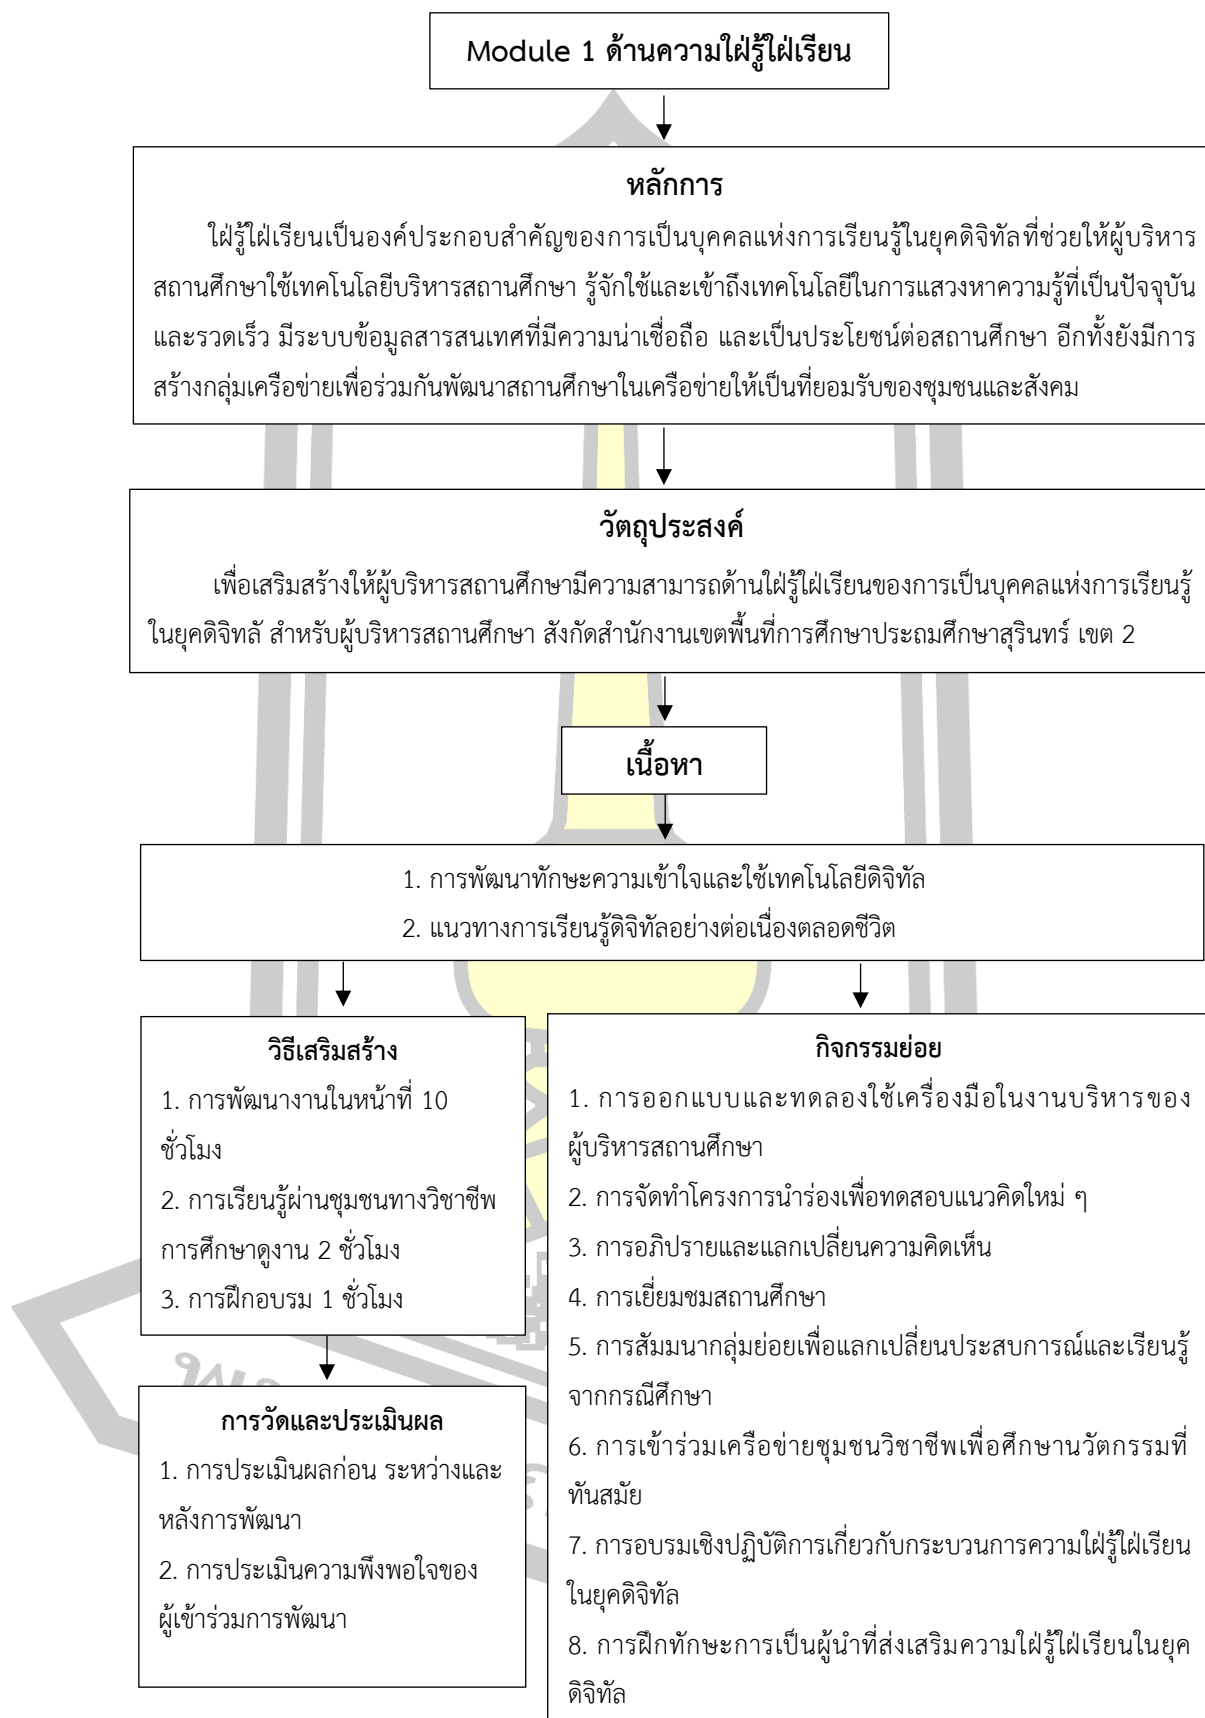 Module 1 ด้านความใฝ่รู้ใฝ่เรียน
หลักการ
ใฝ่รู้ใฝ่เรียนเป็นองค์ประกอบสำคัญของการเป็นบุคคลแห่งการเรียนรู้ในยุคดิจิทัลที่ช่วยให้ผู้บริหาร
สถานศึกษาใช้เทคโนโลยีบริหารสถานศึกษา รู้จักใช้และเข้าถึงเทคโนโลยีในการแสวงหาความรู้ที่เป็นปัจจุบัน
และรวดเร็ว มีระบบข้อมูลสารสนเทศที่มีความน่าเชื่อถือ และเป็นประโยชน์ต่อสถานศึกษา อีกทั้งยังมีการ
สร้างกลุ่มเครือข่ายเพื่อร่วมกันพัฒนาสถานศึกษาในเครือข่ายให้เป็นที่ยอมรับของชุมชนและสังคม
วัตถุประสงค์
เพื่อเสริมสร้างให้ผู้บริหารสถานศึกษามีความสามารถด้านใฝ่รู้ใฝ่เรียนของการเป็นบุคคลแห่งการเรียนรู้
ในยุคดิจิทลั สำหรับผู้บริหารสถานศึกษา สังกัดสำนักงานเขตพื้นที่การศึกษาประถมศึกษาสุรินทร์ เขต 2
เนื้อหา
1. การพัฒนาทักษะความเข้าใจและใช้เทคโนโลยีดิจิทัล
2. แนวทางการเรียนรู้ดิจิทัลอย่างต่อเนื่องตลอดชีวิต
วิธีเสริมสร้าง
1. การพัฒนางานในหน้าที่ 10
ชั่วโมง
2. การเรียนรู้ผ่านชุมชนทางวิชาชีพ
การศึกษาดูงาน 2 ชั่วโมง
3. การฝึกอบรม 1 ชั่วโมง
การวัดและประเมินผล
1. การประเมินผลก่อน ระหว่างและ
หลังการพัฒนา
2. การประเมินความพึงพอใจของ
ผู้เข้าร่วมการพัฒนา
กิจกรรมย่อย
1. การออกแบบและทดลองใช้เครื่องมือในงานบริหารของ
ผู้บริหารสถานศึกษา
2. การจัดทำโครงการนำร่องเพื่อทดสอบแนวคิดใหม่ ๆ
3. การอภิปรายและแลกเปลี่ยนความคิดเห็น
4. การเยี่ยมชมสถานศึกษา
5. การสัมมนากลุ่มย่อยเพื่อแลกเปลี่ยนประสบการณ์และเรียนรู้
จากกรณีศึกษา
6. การเข้าร่วมเครือข่ายชุมชนวิชาชีพเพื่อศึกษานวัตกรรมที่
ทันสมัย
7. การอบรมเชิงปฏิบัติการเกี่ยวกับกระบวนการความใฝ่รู้ใฝ่เรียน
ในยุคดิจิทัล
8. การฝึกทักษะการเป็นผู้นำที่ส่งเสริมความใฝ่รู้ใฝ่เรียนในยุค
ดิจิทัล